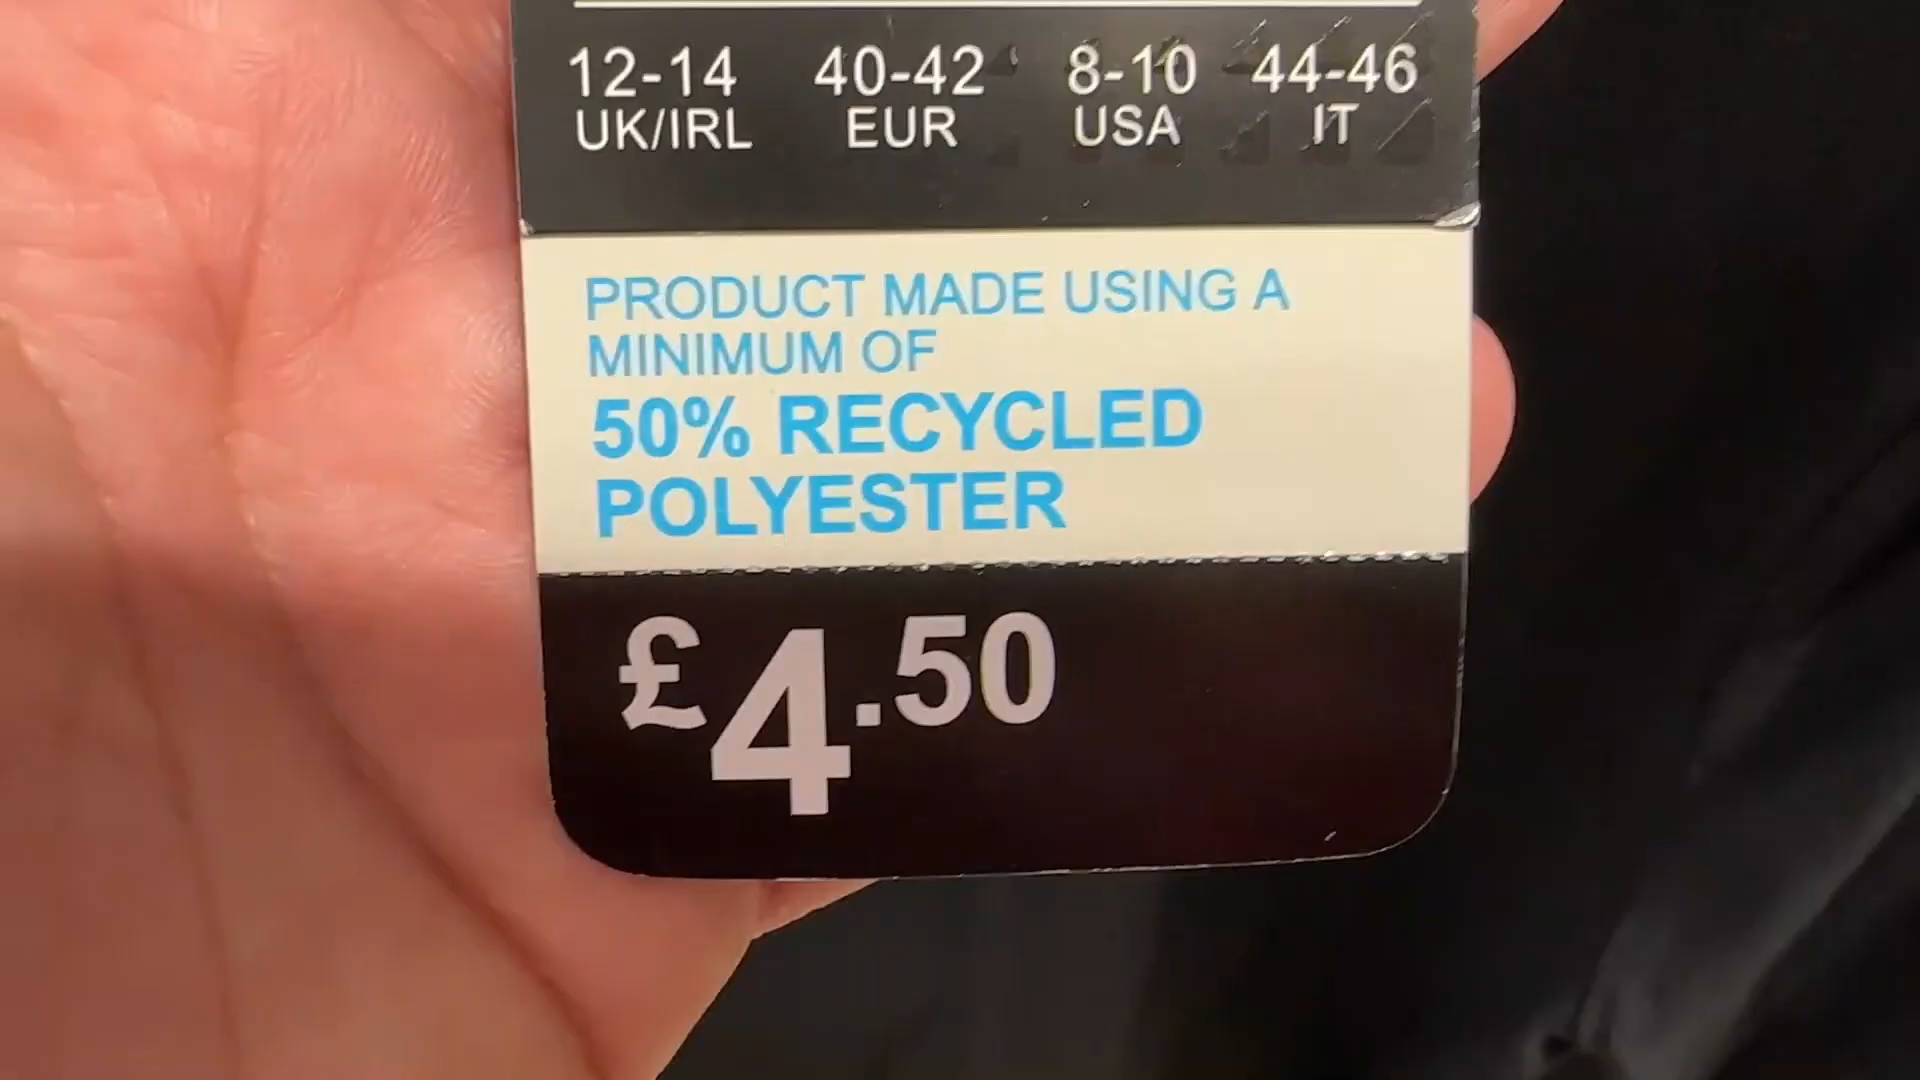 12-14 40-42 8-10 44-46
UK/IRL EUR USA IT
PRODUCT MADE USING A
MINIMUM OF
50% RECYCLED
POLYESTER
£4.50